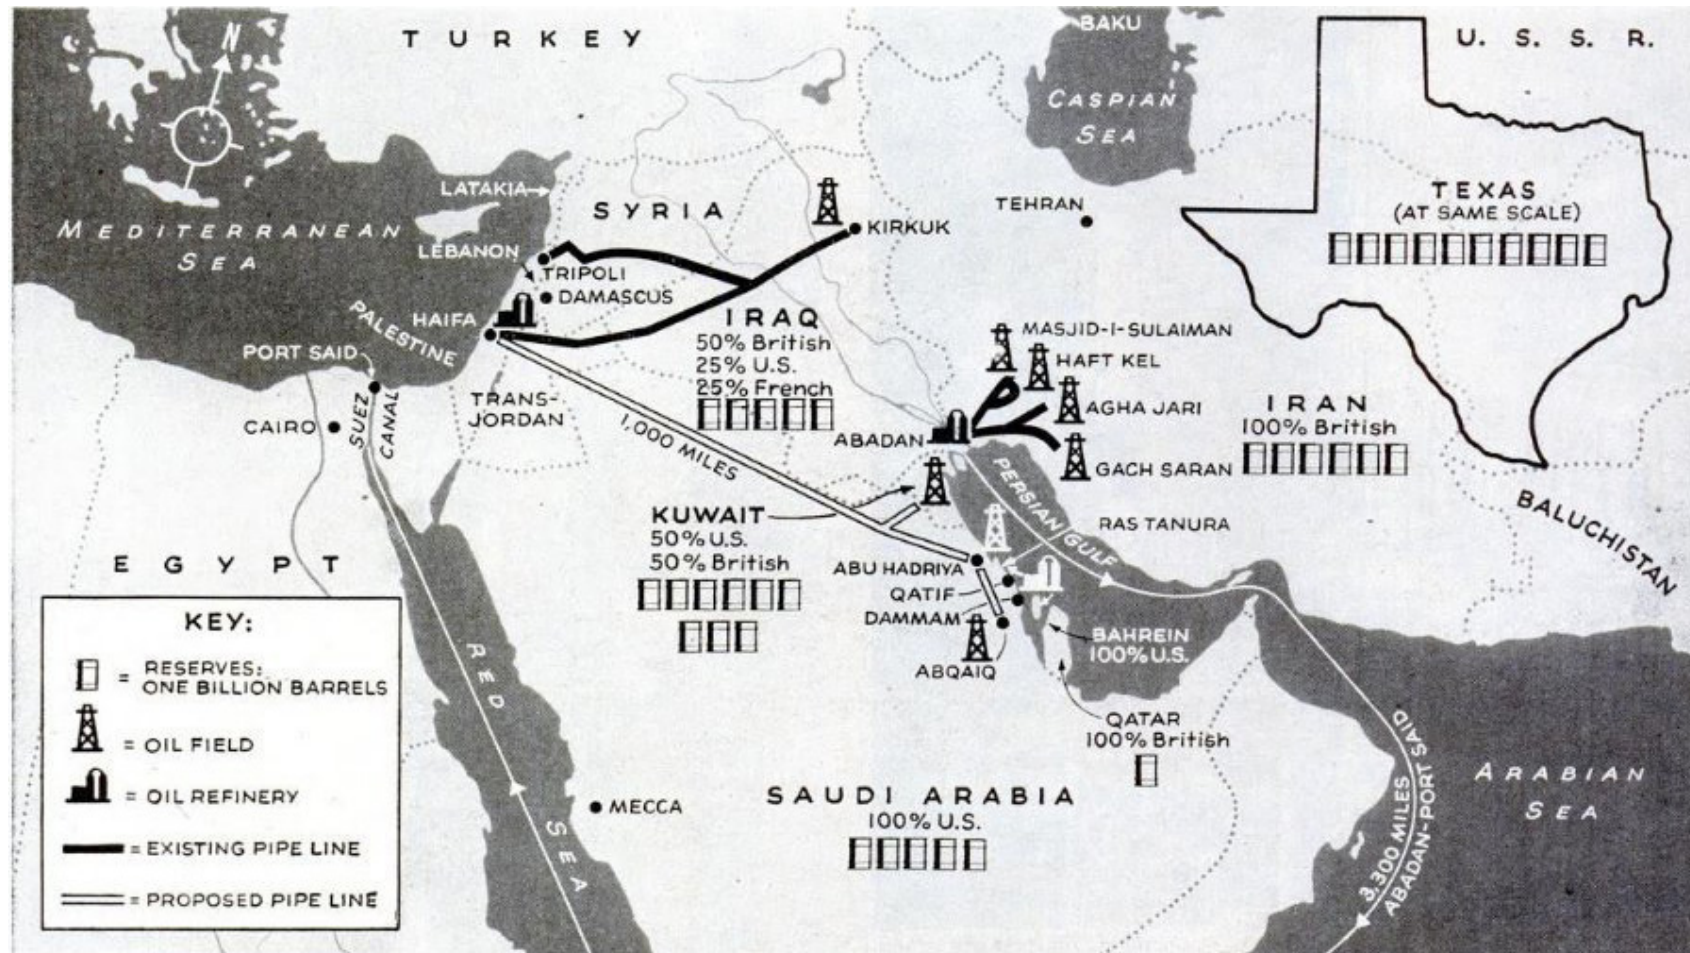 TURKEY
BAKU
U. S. S. R.
N
CASPIAN
SEA
LATAKIA
SYRIA
TEHRAN
TEXAS
(AT SAME SCALE)
MEDITERRANEAN
SEA
KIRKUK
LEBANON
TRIPOLI
DAMASCUS
HAIFA
PALESTINE
PORT SAID
IRAQ
50% British
25% U.S.
25% French
MASJID-I-SULAIMAN
HAFT KEL
AGHA JARI
GACH SARAN
IRAN
100% British
TRANS-
JORDAN
CAIRO
SUEZ
CANAL
1,000 MILES
ABADAN
PERSIAN GULF
BALUCHISTAN
KUWAIT
50% U.S.
50% British
RAS TANURA
EGYPT
ABU HADRIYA
QATIF
DAMMAM
ABQAIQ
BAHREIN
100% U.S.
QATAR
100% British
KEY:
= RESERVES:
ONE BILLION BARRELS
= OIL FIELD
= OIL REFINERY
= EXISTING PIPE LINE
= PROPOSED PIPE LINE
RED SEA
MECCA
SAUDI ARABIA
100% U.S.
3,300 MILES
ABADAN-PORT SAID
ARABIAN
SEA